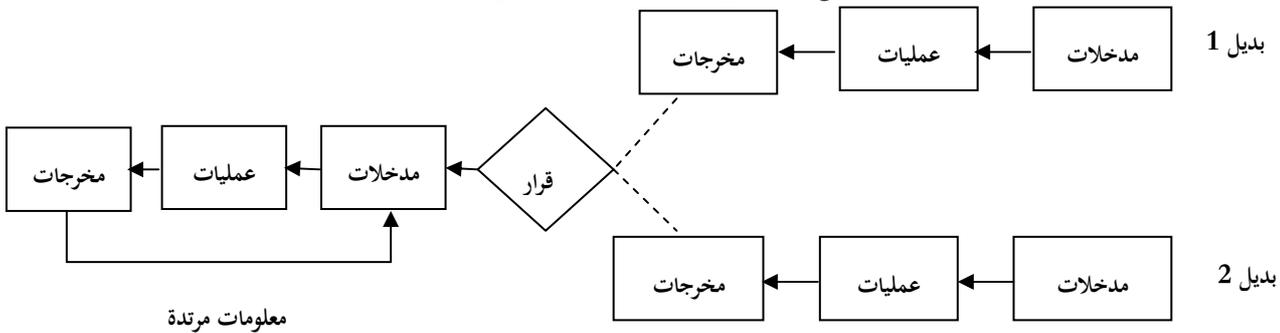 بديل 1
مدخلات
عمليات
مخرجات
قرار
مدخلات
عمليات
مخرجات
بديل 2
مدخلات
عمليات
مخرجات
معلومات مرتدة